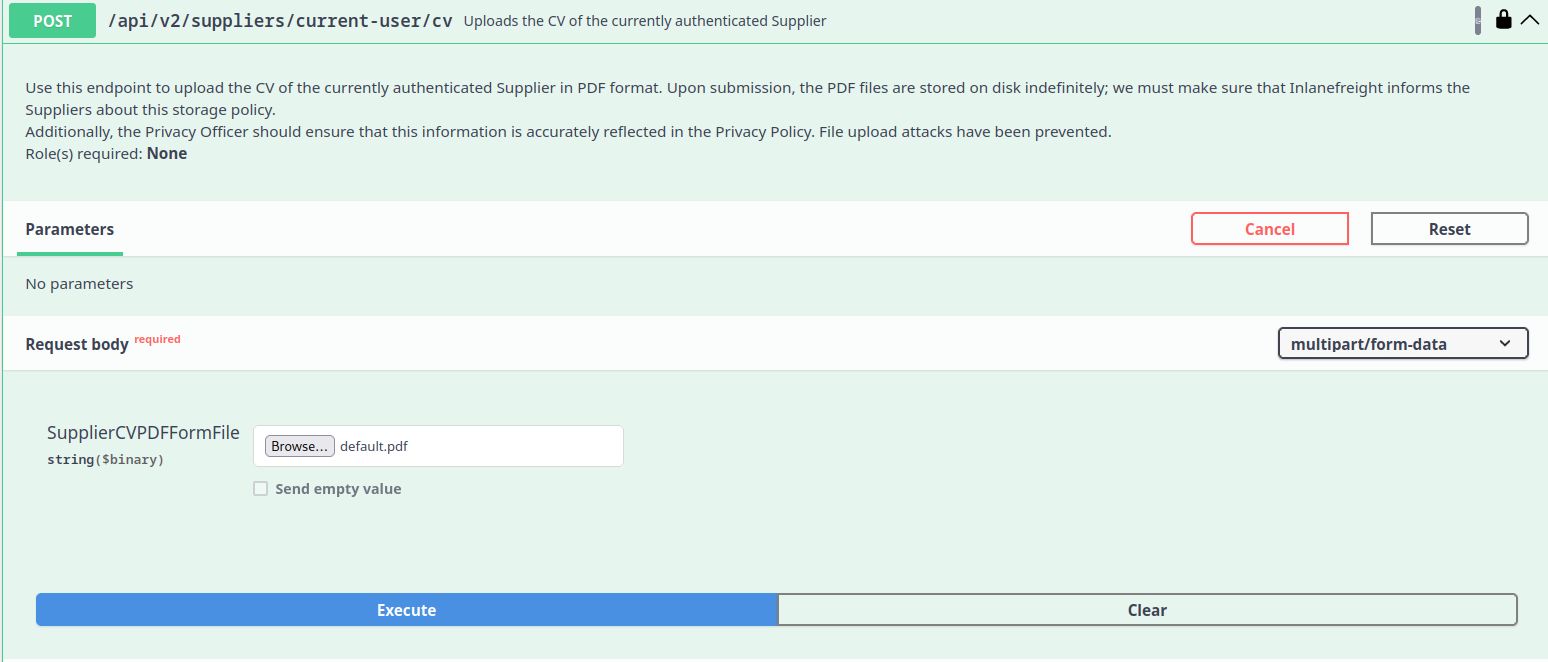 POST /api/v2/suppliers/current-user/cv Uploads the CV of the currently authenticated Supplier
Use this endpoint to upload the CV of the currently authenticated Supplier in PDF format. Upon submission, the PDF files are stored on disk indefinitely; we must make sure that Inlanefreight informs the
Suppliers about this storage policy.
Additionally, the Privacy Officer should ensure that this information is accurately reflected in the Privacy Policy. File upload attacks have been prevented.
Role(s) required: None
Parameters Cancel Reset
No parameters
Request body required multipart/form-data
SupplierCVPDFFormFile Browse... default.pdf
string($binary)
Send empty value
Execute Clear